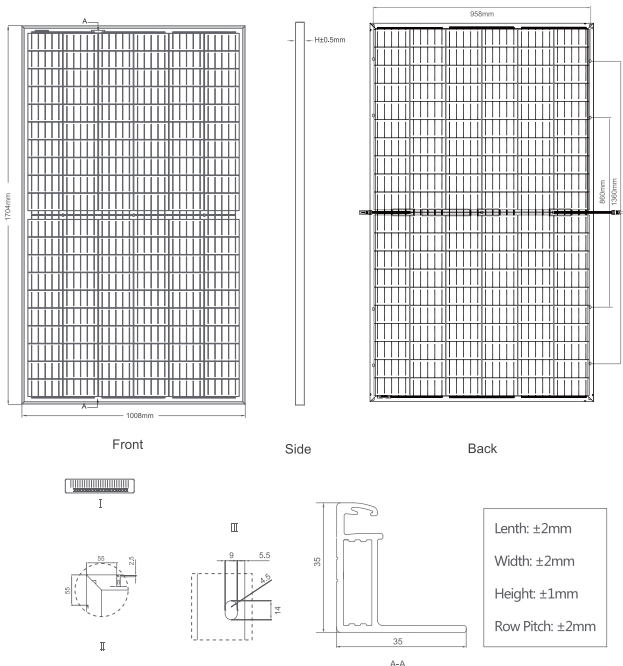 A
958mm
H±0.5mm
1704mm
860mm
1360mm
A
1008mm
Front
Side
Back
I
III
55
2.5
55
II
9
5.5
4.5
14
35
35
A-A
Lenth: ±2mm
Width: ±2mm
Height: ±1mm
Row Pitch: ±2mm